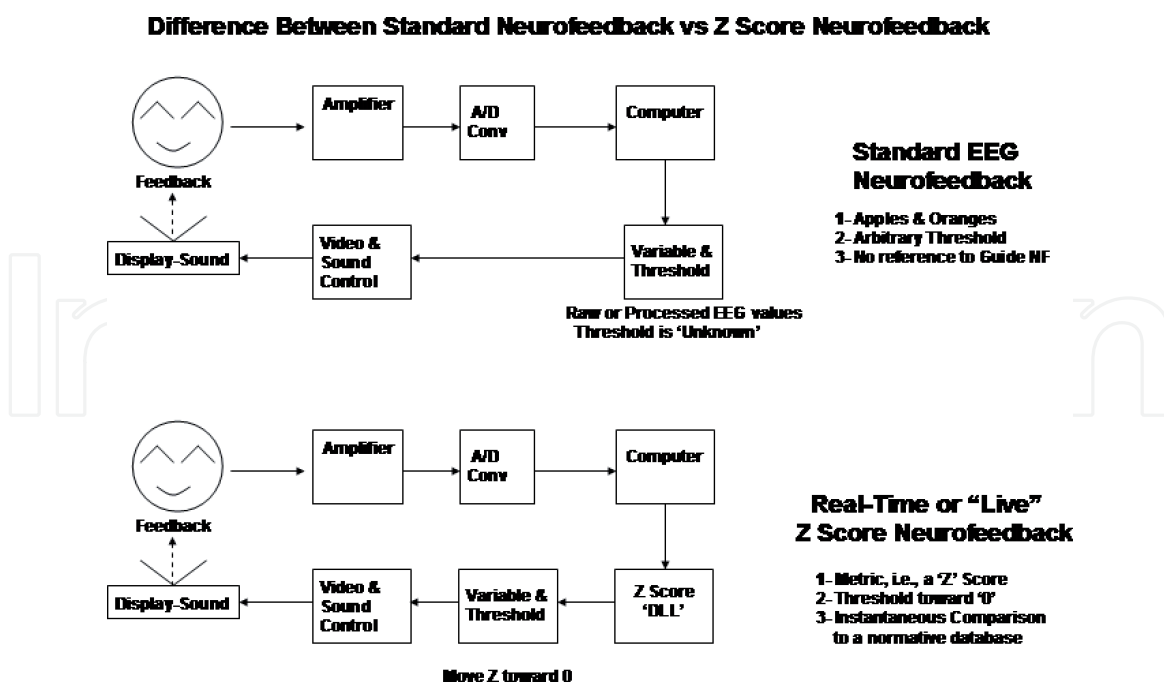 Difference Between Standard Neurofeedback vs Z Score Neurofeedback
Amplifier
A/D
Conv
Computer
Feedback
Display-Sound
Video &
Sound
Control
Variable &
Threshold
Raw or Processed EEG values
Threshold is ‘Unknown’
Standard EEG
Neurofeedback
1- Apples & Oranges
2- Arbitrary Threshold
3- No reference to Guide NF
Amplifier
A/D
Conv
Computer
Feedback
Display-Sound
Video &
Sound
Control
Variable &
Threshold
Z Score
‘DLL’
Move Z toward 0
Real-Time or “Live”
Z Score Neurofeedback
1- Metric, i.e., a ‘Z’ Score
2- Threshold toward ‘0’
3- Instantaneous Comparison
to a normative database